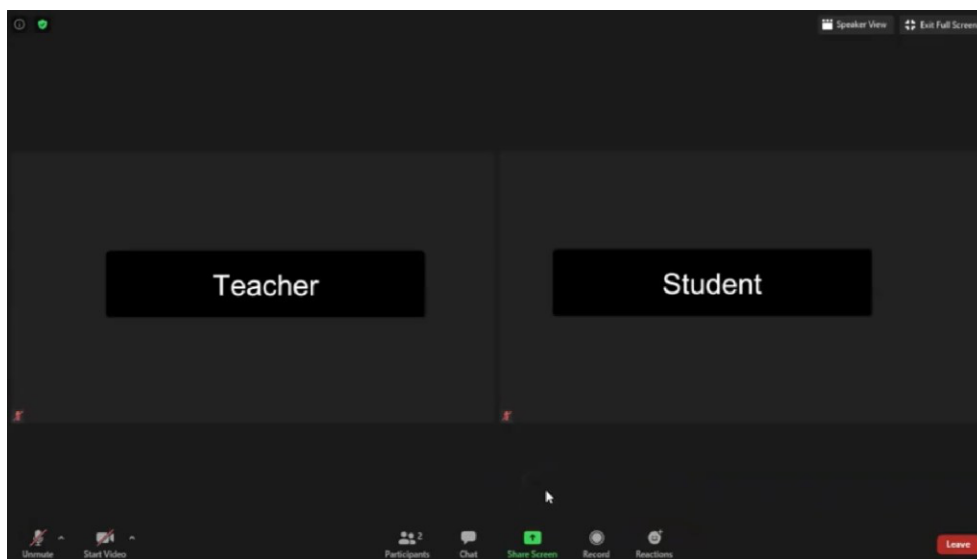 Speaker View Exit Full Screen
Teacher Student
Unmute Start Video Participants 2 Chat Share Screen Record Reactions Leave